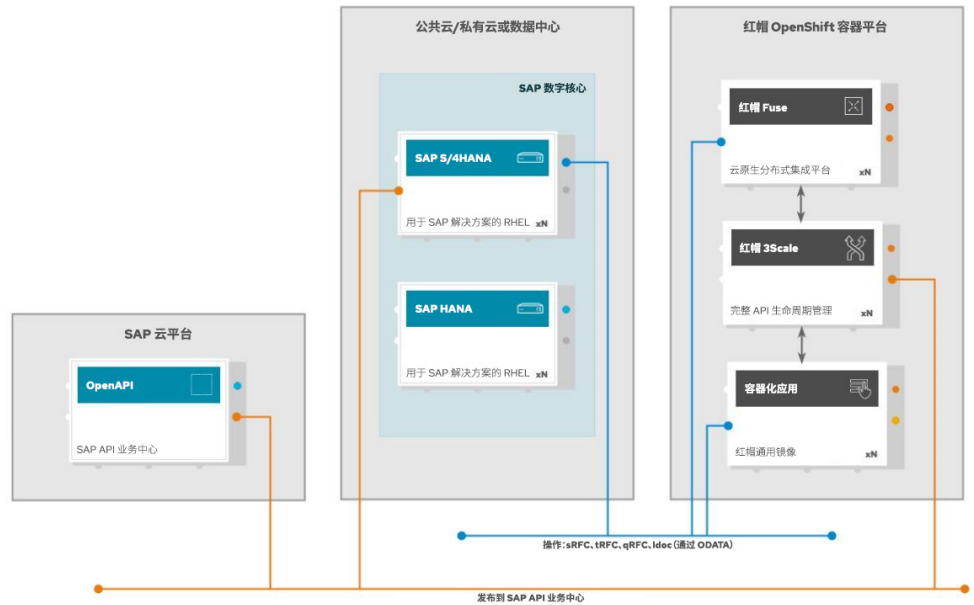 公共云/私有云或数据中心
SAP 数字核心
SAP S/4HANA
用于 SAP 解决方案的 RHEL xN
SAP HANA
用于 SAP 解决方案的 RHEL xN
红帽 OpenShift 容器平台
红帽 Fuse
云原生分布式集成平台 xN
红帽 3Scale
完整 API 生命周期管理 xN
容器化应用
红帽通用镜像 xN
SAP 云平台
OpenAPI
SAP API 业务中心
操作：sRFC、tRFC、qRFC、Idoc（通过 ODATA）
发布到 SAP API 业务中心